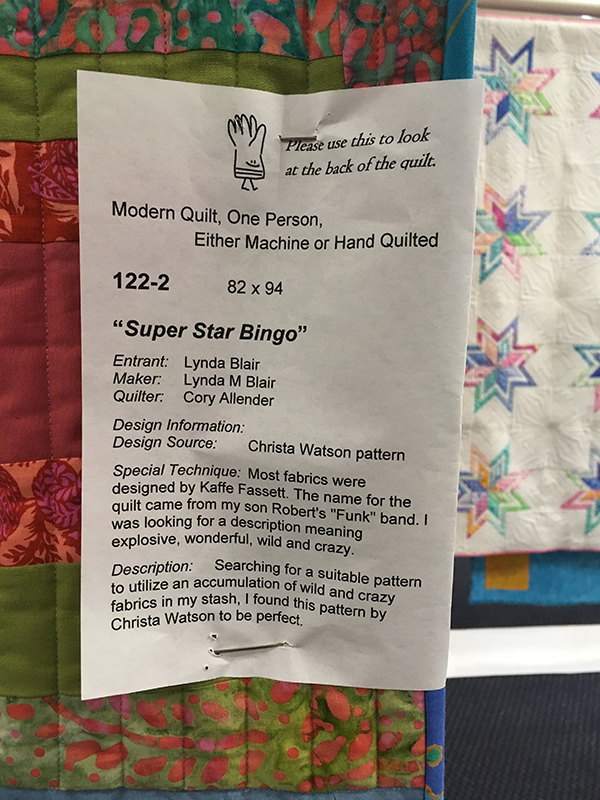 Please use this to look
at the back of the quilt.
Modern Quilt, One Person,
Either Machine or Hand Quilted
122-2 82 x 94
“Super Star Bingo”
Entrant: Lynda Blair
Maker: Lynda M Blair
Quilter: Cory Allender
Design Information:
Design Source: Christa Watson pattern
Special Technique: Most fabrics were
designed by Kaffe Fassett. The name for the
quilt came from my son Robert's "Funk" band. I
was looking for a description meaning
explosive, wonderful, wild and crazy.
Description: Searching for a suitable pattern
to utilize an accumulation of wild and crazy
fabrics in my stash, I found this pattern by
Christa Watson to be perfect.